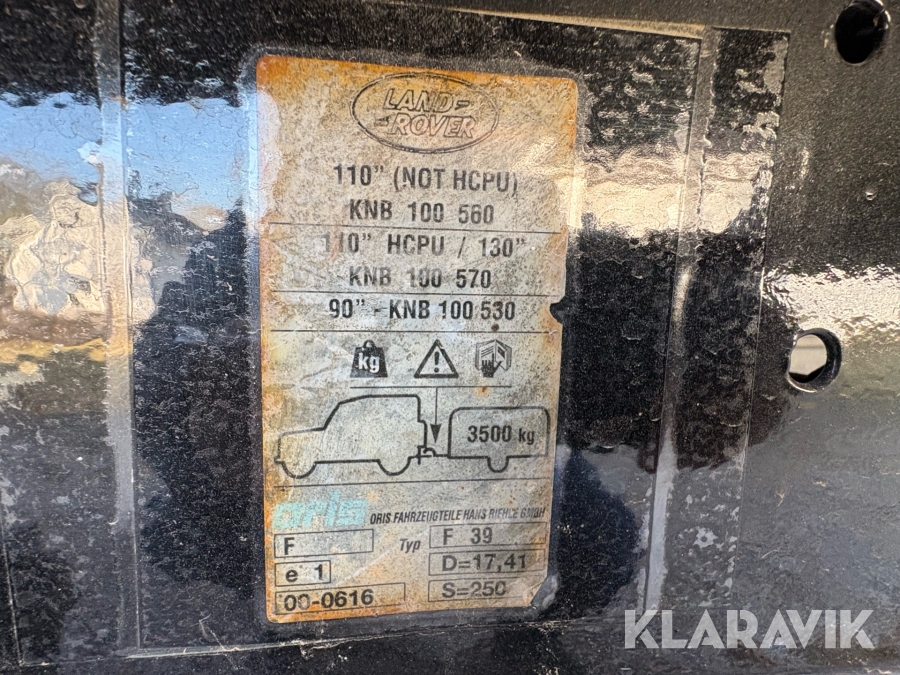 LAND-
-ROVER
110" (NOT HCPU)
KNB 100 560
110" HCPU / 130"
KNB 100 570
90" - KNB 100 530
kg
3500 kg
oris ORIS FAHRZEUGTEILE HANS RIEHLE GMBH
F Typ F 39
e 1 D=17,41
00-0616 S=250
KLARAVIK